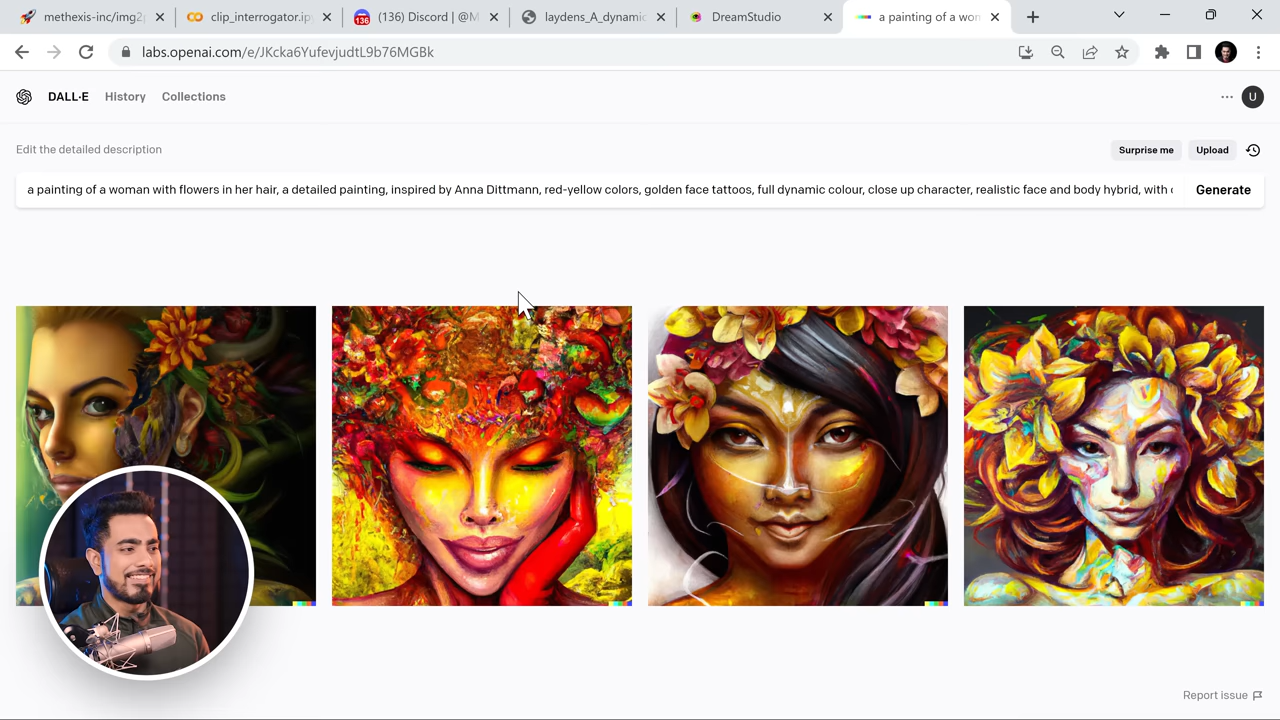 methexis-inc/img2p
clip_interrogator.ip
(136) Discord | @M
laydens_A_dynamic
DreamStudio
a painting of a won
136
labs.openai.com/e/JKcka6YufevjudtL9b76MGBk
DALL·E
History
Collections
U
Edit the detailed description
Surprise me
Upload
a painting of a woman with flowers in her hair, a detailed painting, inspired by Anna Dittmann, red-yellow colors, golden face tattoos, full dynamic colour, close up character, realistic face and body hybrid, with
Generate
Report issue